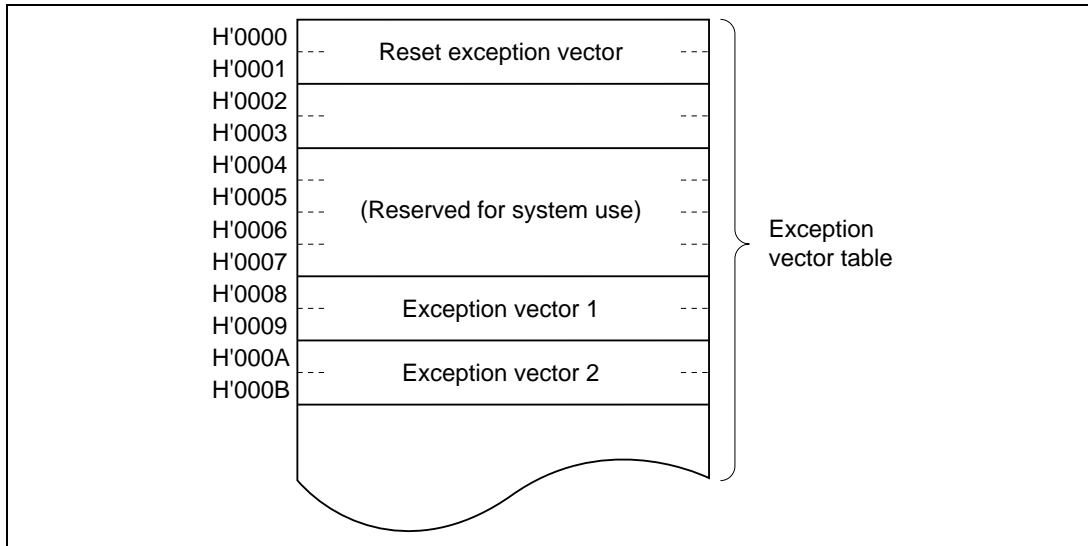 H'0000
H'0001
Reset exception vector
H'0002
H'0003
H'0004
H'0005
H'0006
H'0007
(Reserved for system use)
H'0008
H'0009
Exception vector 1
H'000A
H'000B
Exception vector 2
Exception
vector table